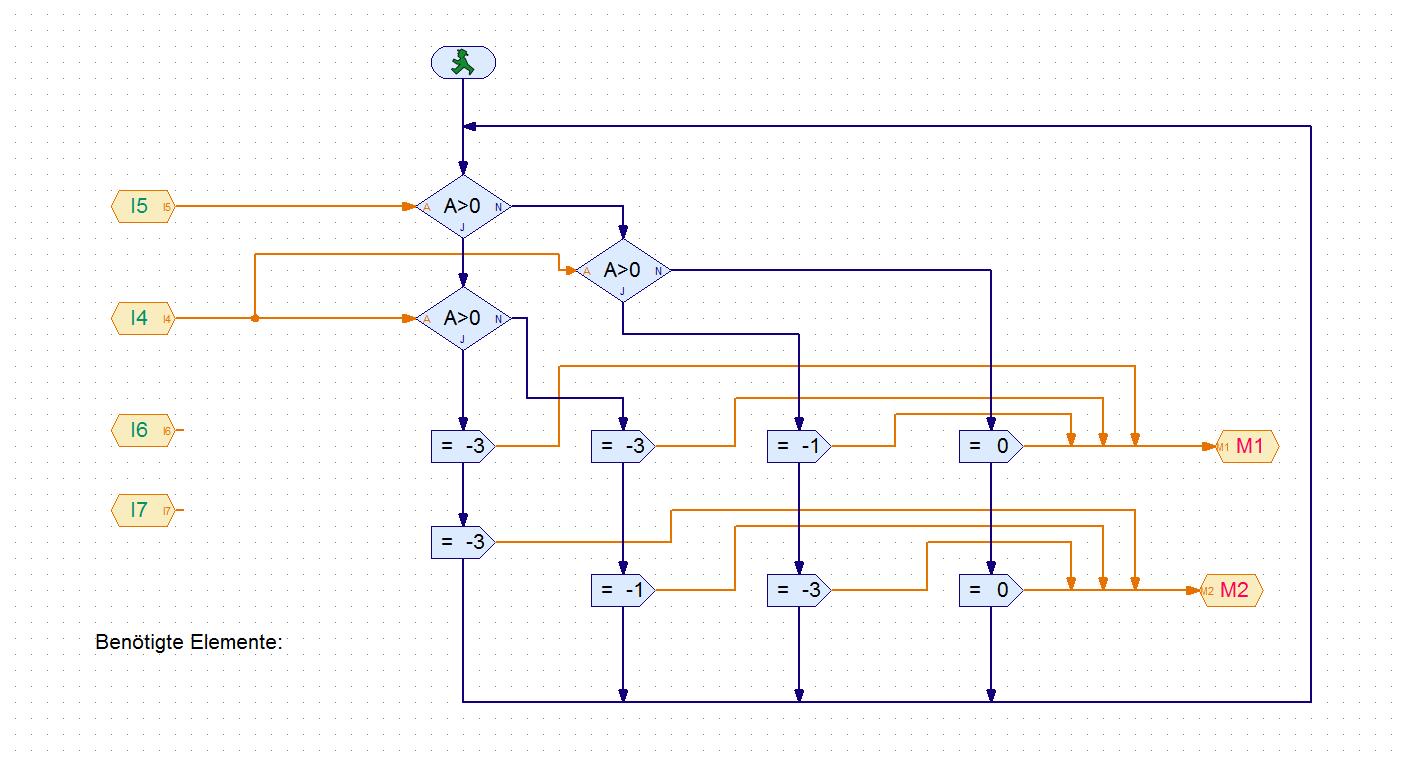 I5 I5 A A>0 N
J
A A>0 N
J
I4 I4 A A>0 N
J
I6 I6
= -3 = -3 = -1 = 0 M1 M1
I7 I7
= -3
= -1 = -3 = 0 M2 M2
Benötigte Elemente: